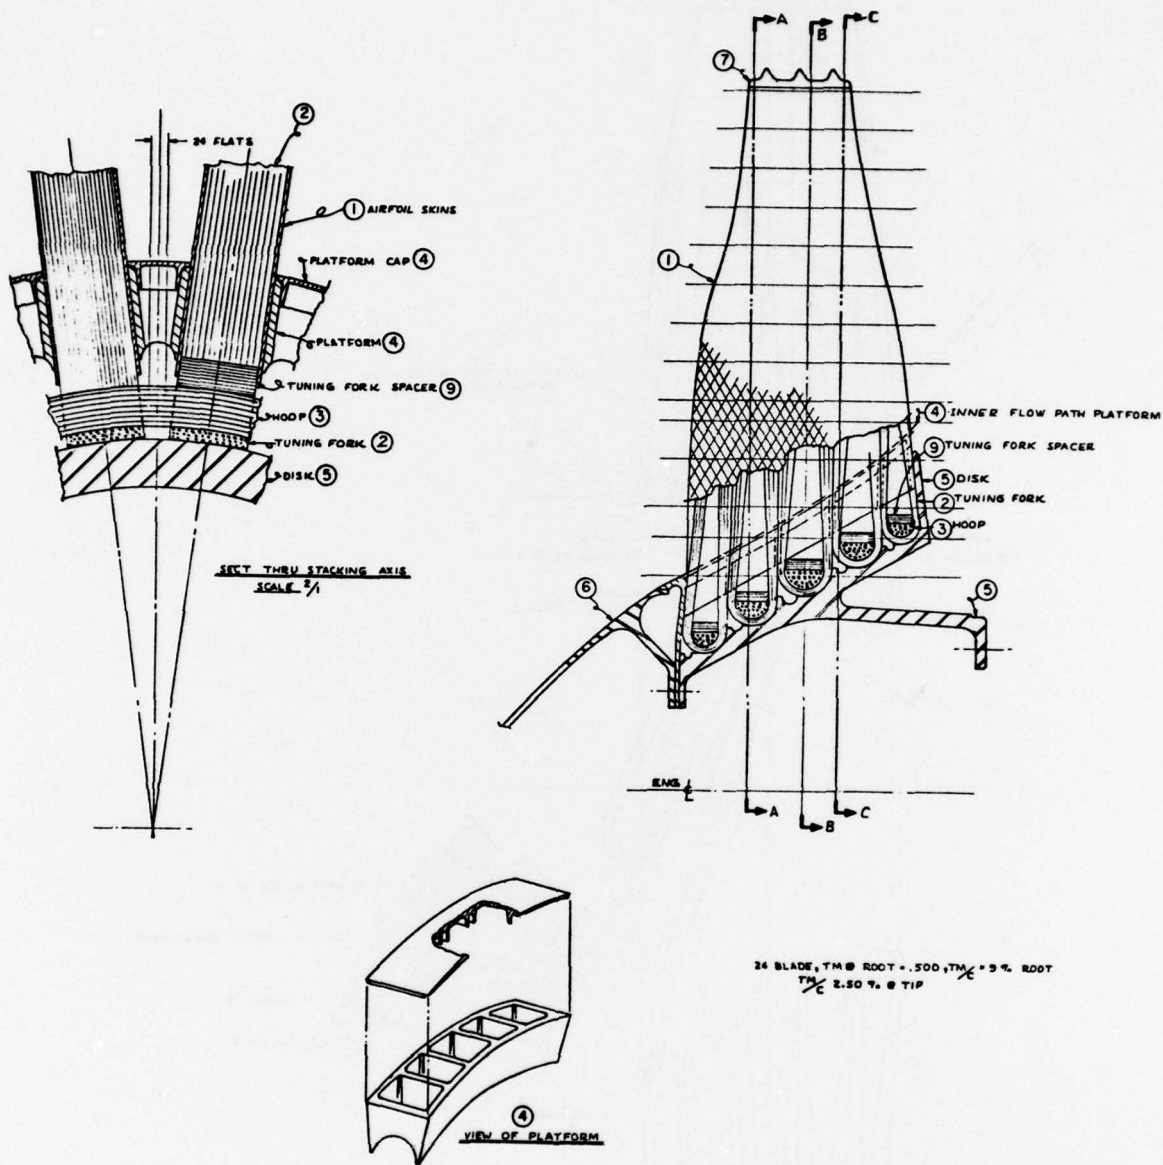 24 FLATS
②
① AIRFOIL SKINS
PLATFORM CAP ④
PLATFORM ④
TUNING FORK SPACER ⑨
HOOP ③
TUNING FORK ②
DISK ⑤
SECT THRU STACKING AXIS
SCALE 2/1
A
B
C
⑦
①
④ INNER FLOW PATH PLATFORM
⑨ TUNING FORK SPACER
⑤ DISK
② TUNING FORK
③ HOOP
⑥
⑤
ENG ℄
A
B
C
24 BLADE, TM @ ROOT = .500, TM/C = 9 % ROOT
TM/C 2.50 % @ TIP
④
VIEW OF PLATFORM